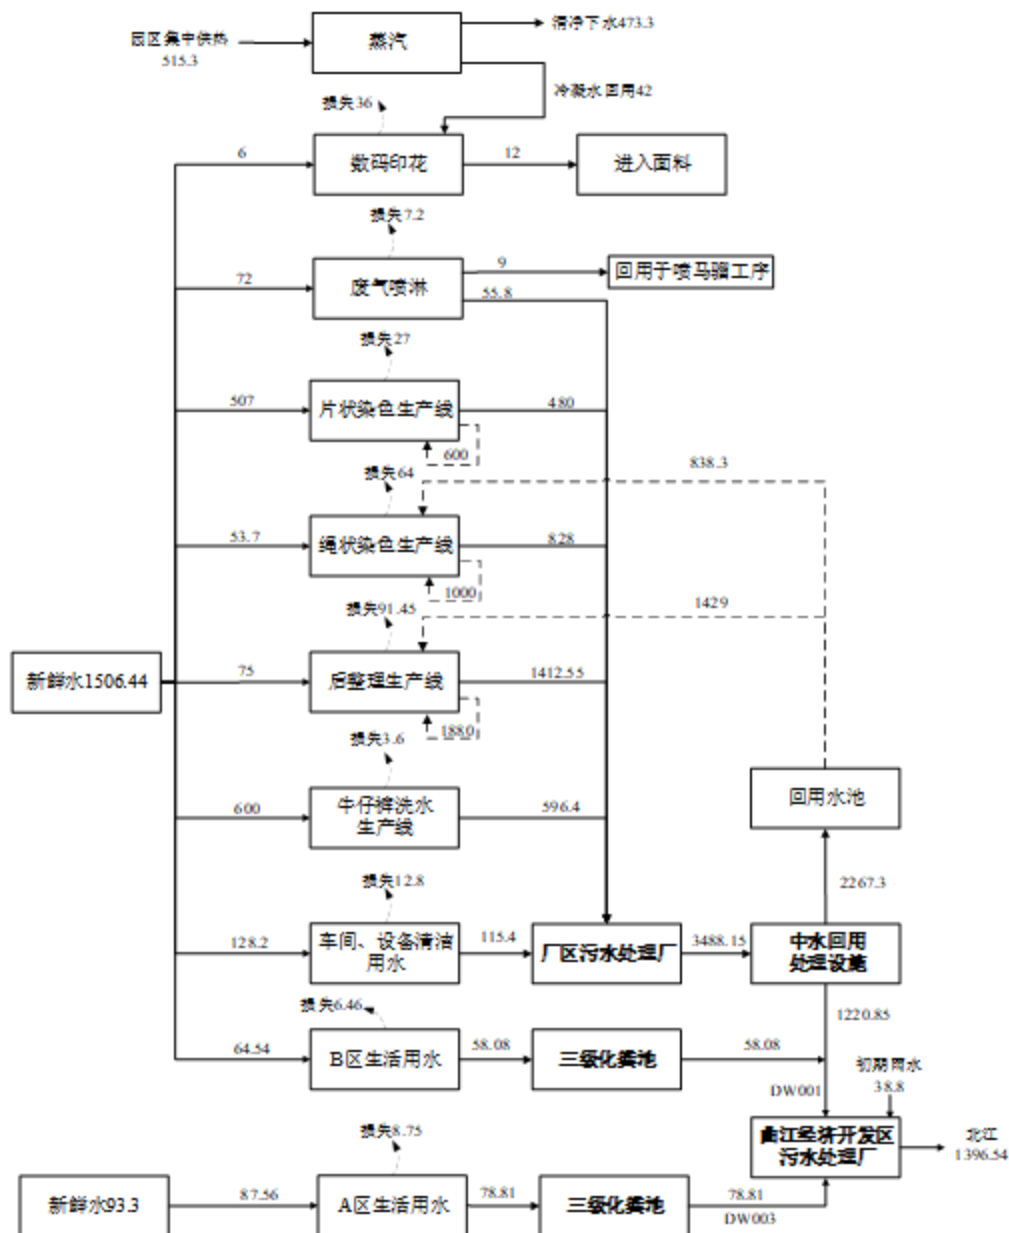 园区集中供热
515.3
蒸汽
清净下水473.3
冷凝水回用42
损失36
6
数码印花
12
进入面料
损失7.2
72
废气喷淋
9
回用于喷马骝工序
55.8
损失27
507
片状染色生产线
480
600
损失64
838.3
53.7
绳状染色生产线
828
1000
损失91.45
1429
新鲜水1506.44
75
后整理生产线
1412.55
1880
损失3.6
600
牛仔裤洗水
生产线
596.4
回用水池
2267.3
损失12.8
128.2
车间、设备清洁
用水
115.4
厂区污水处理厂
3488.15
中水回用
处理设施
1220.85
损失6.46
64.54
B区生活用水
58.08
三级化粪池
58.08
初期雨水
38.8
DW001
曲江经济开发区
污水处理厂
北江
1396.54
损失8.75
新鲜水93.3
87.56
A区生活用水
78.81
三级化粪池
78.81
DW003